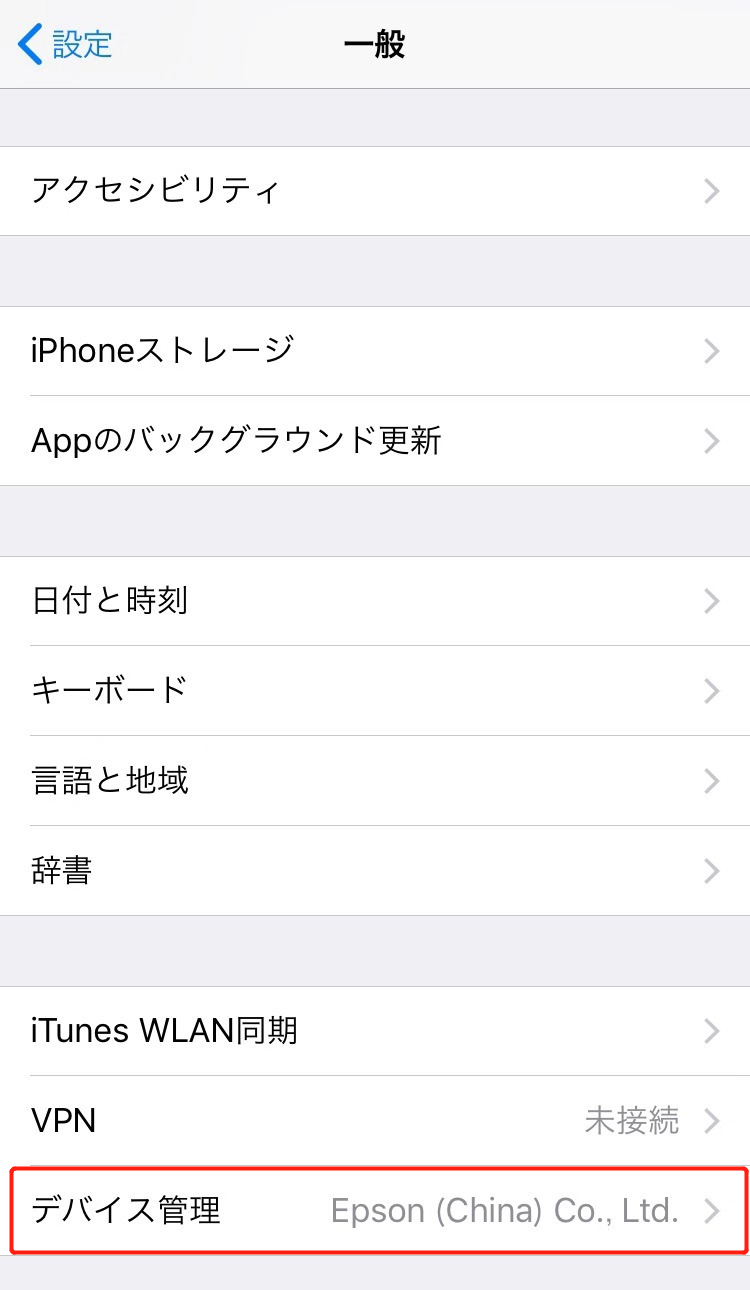 設定
一般
アクセシビリティ
iPhoneストレージ
Appのバックグラウンド更新
日付と時刻
キーボード
言語と地域
辞書
iTunes WLAN同期
VPN 未接続
デバイス管理 Epson (China) Co., Ltd.